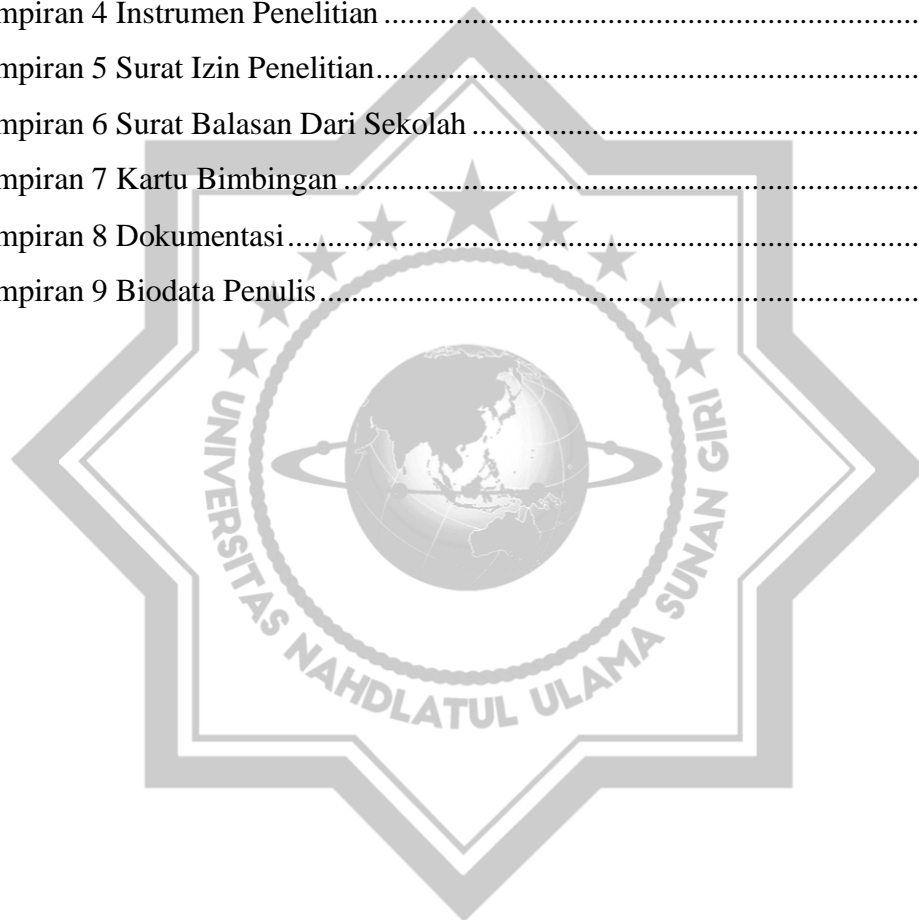 mpiran 4 Instrumen Penelitian ....................................................................
mpiran 5 Surat Izin Penelitian.....................................................................
mpiran 6 Surat Balasan Dari Sekolah .........................................................
mpiran 7 Kartu Bimbingan .........................................................................
mpiran 8 Dokumentasi................................................................................
mpiran 9 Biodata Penulis............................................................................
UNIVERSITAS NAHDLATUL ULAMA SUNAN GIRI